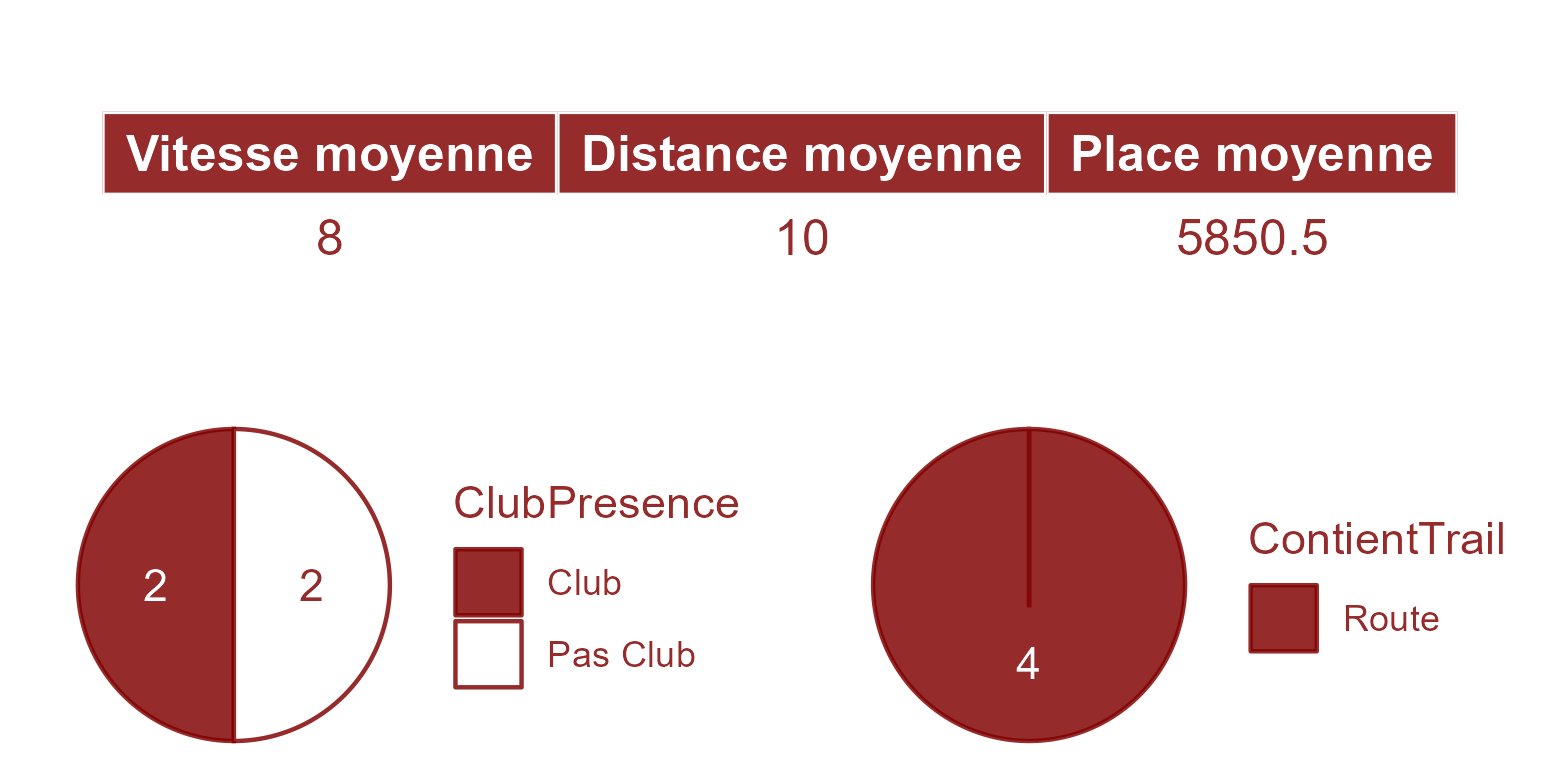 Vitesse moyenne Distance moyenne Place moyenne
8 10 5850.5
ClubPresence
2 2 Club
Pas Club
ContientTrail
Route
4